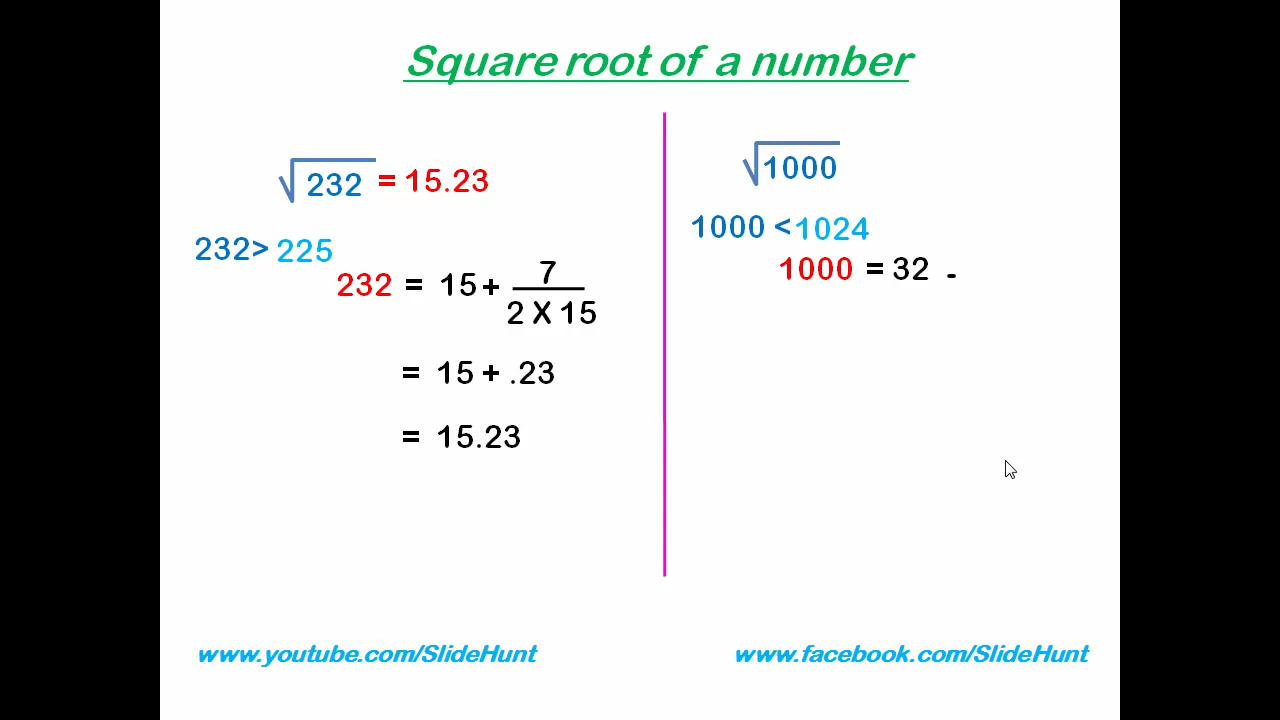 Square root of a number
√232 = 15.23
232> 225
232 = 15 + 7
2 X 15
= 15 + .23
= 15.23
√1000
1000 < 1024
1000 = 32 -
www.youtube.com/SlideHunt
www.facebook.com/SlideHunt